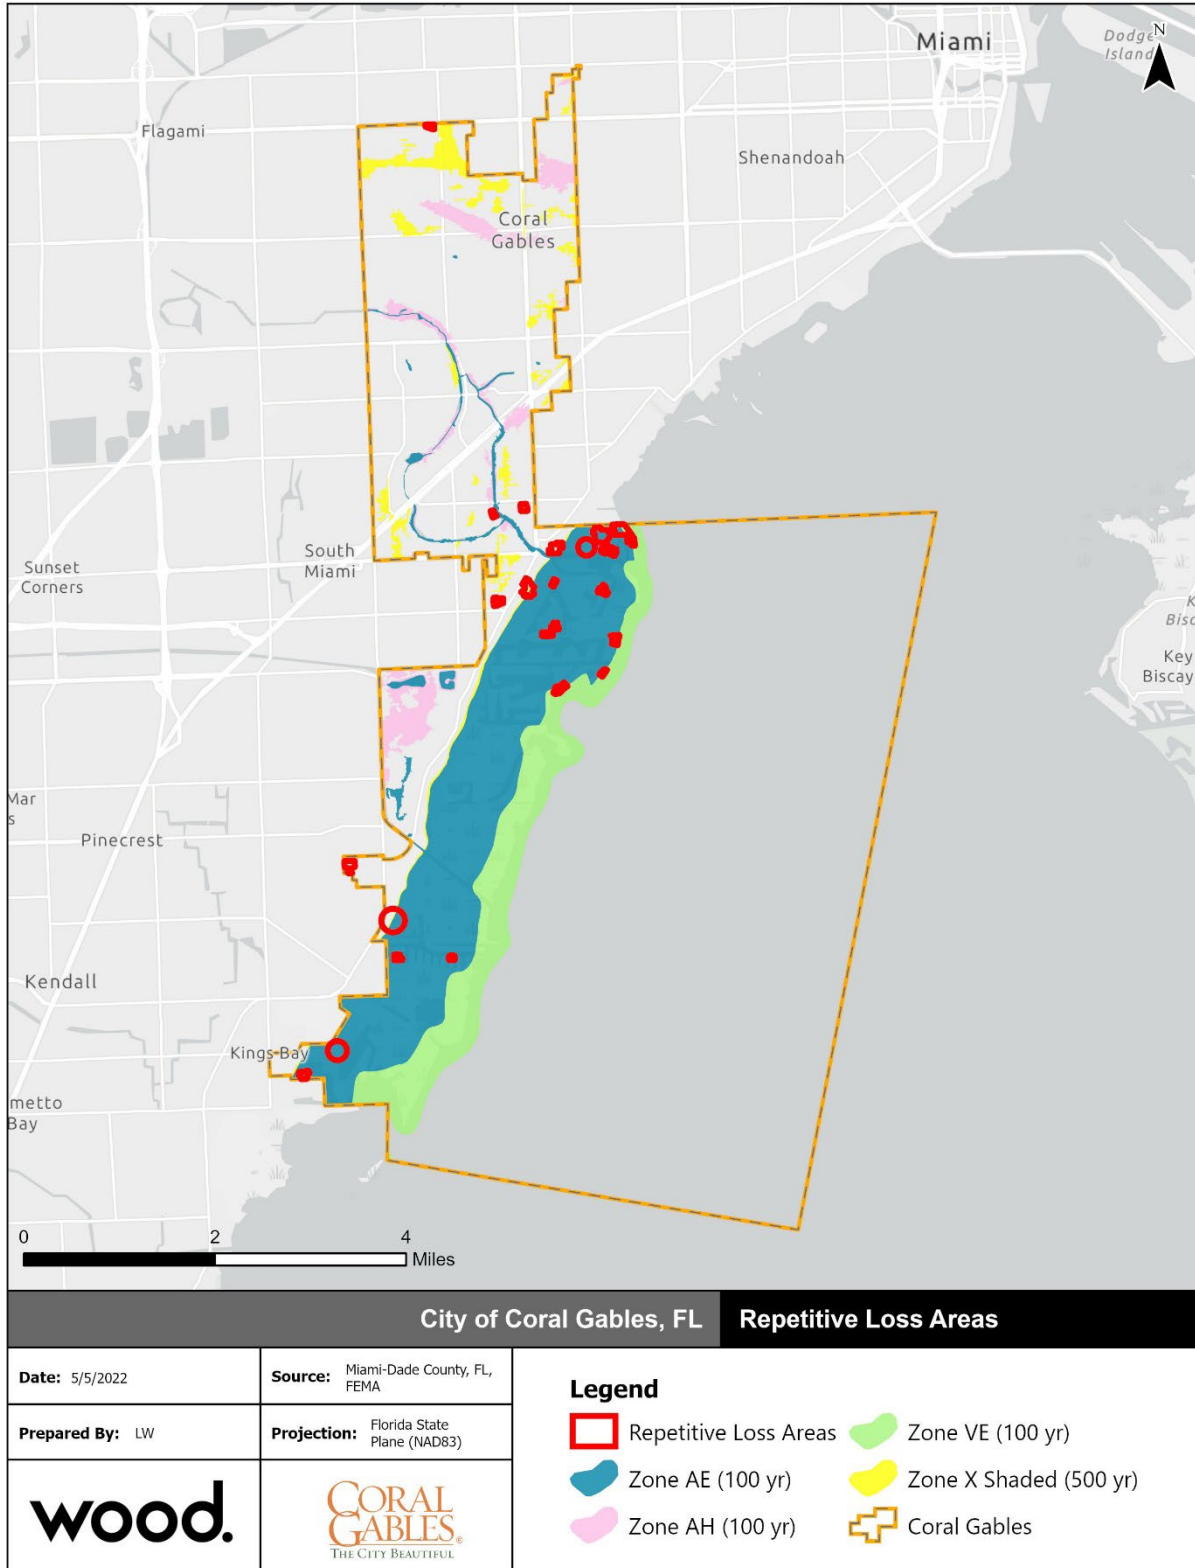 Miami
Dodge
Island
N
Flagami
Shenandoah
Coral
Gables
South
Miami
Sunset
Corners
Key
Biscay
Mar
s
Pinecrest
Kendall
Kings Bay
metto
Bay
0 2 4
Miles
City of Coral Gables, FL Repetitive Loss Areas
Date: 5/5/2022
Source: Miami-Dade County, FL,
FEMA
Prepared By: LW
Projection: Florida State
Plane (NAD83)
wood.
CORAL
GABLES®
THE CITY BEAUTIFUL
Legend
Repetitive Loss Areas
Zone AE (100 yr)
Zone AH (100 yr)
Zone VE (100 yr)
Zone X Shaded (500 yr)
Coral Gables